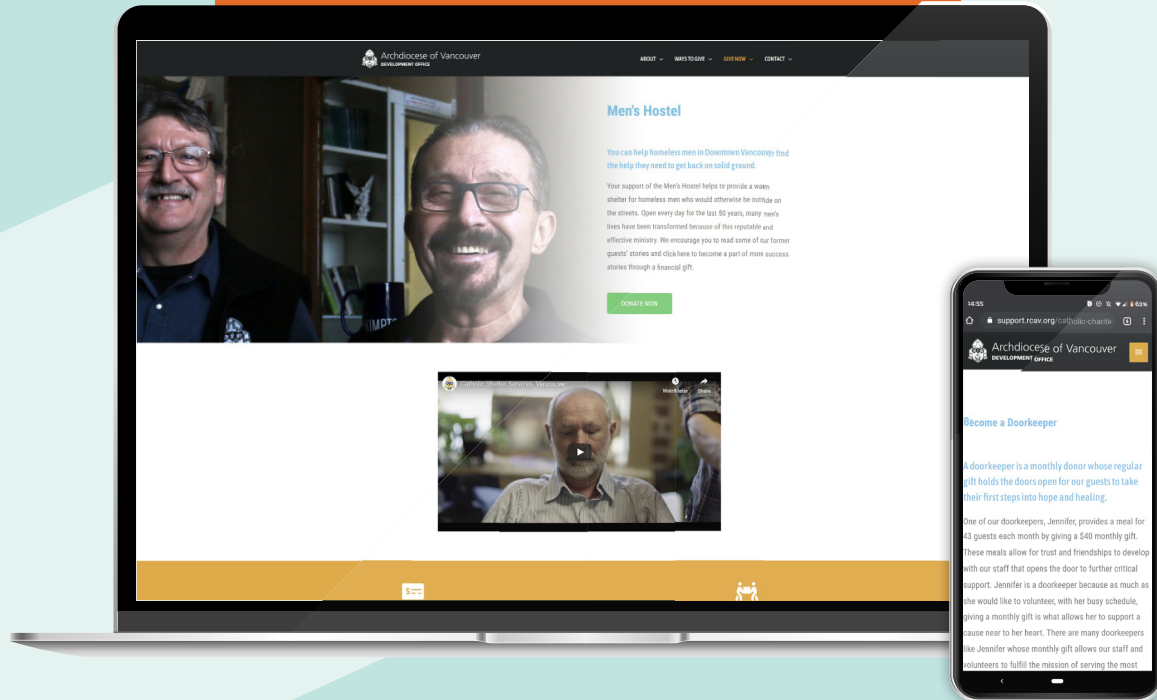 Archdiocese of Vancouver
DEVELOPMENT OFFICE
ABOUT
WAYS TO GIVE
GIVE NOW
CONTACT
Men's Hostel
You can help homeless men in Downtown Vancouver find
the help they need to get back on solid ground.
Your support of the Men's Hostel helps to provide a warm
shelter for homeless men who would otherwise be outside on
the streets. Open every day for the last 50 years, many men's
lives have been transformed because of this reputable and
effective ministry. We encourage you to read some of our former
guests' stories and click here to become a part of more success
stories through a financial gift.
DONATE NOW
Catholic Shelter Services, Vancouver
Watch later
Share
14:55
62%
support.rcav.org/catholic-charitie
Archdiocese of Vancouver
DEVELOPMENT OFFICE
Become a Doorkeeper
A doorkeeper is a monthly donor whose regular
gift holds the doors open for our guests to take
their first steps into hope and healing.
One of our doorkeepers, Jennifer, provides a meal for
43 guests each month by giving a $40 monthly gift.
These meals allow for trust and friendships to develop
with our staff that opens the door to further critical
support. Jennifer is a doorkeeper because as much as
she would like to volunteer, with her busy schedule,
giving a monthly gift is what allows her to support a
cause near to her heart. There are many doorkeepers
like Jennifer whose monthly gift allows our staff and
volunteers to fulfill the mission of serving the most